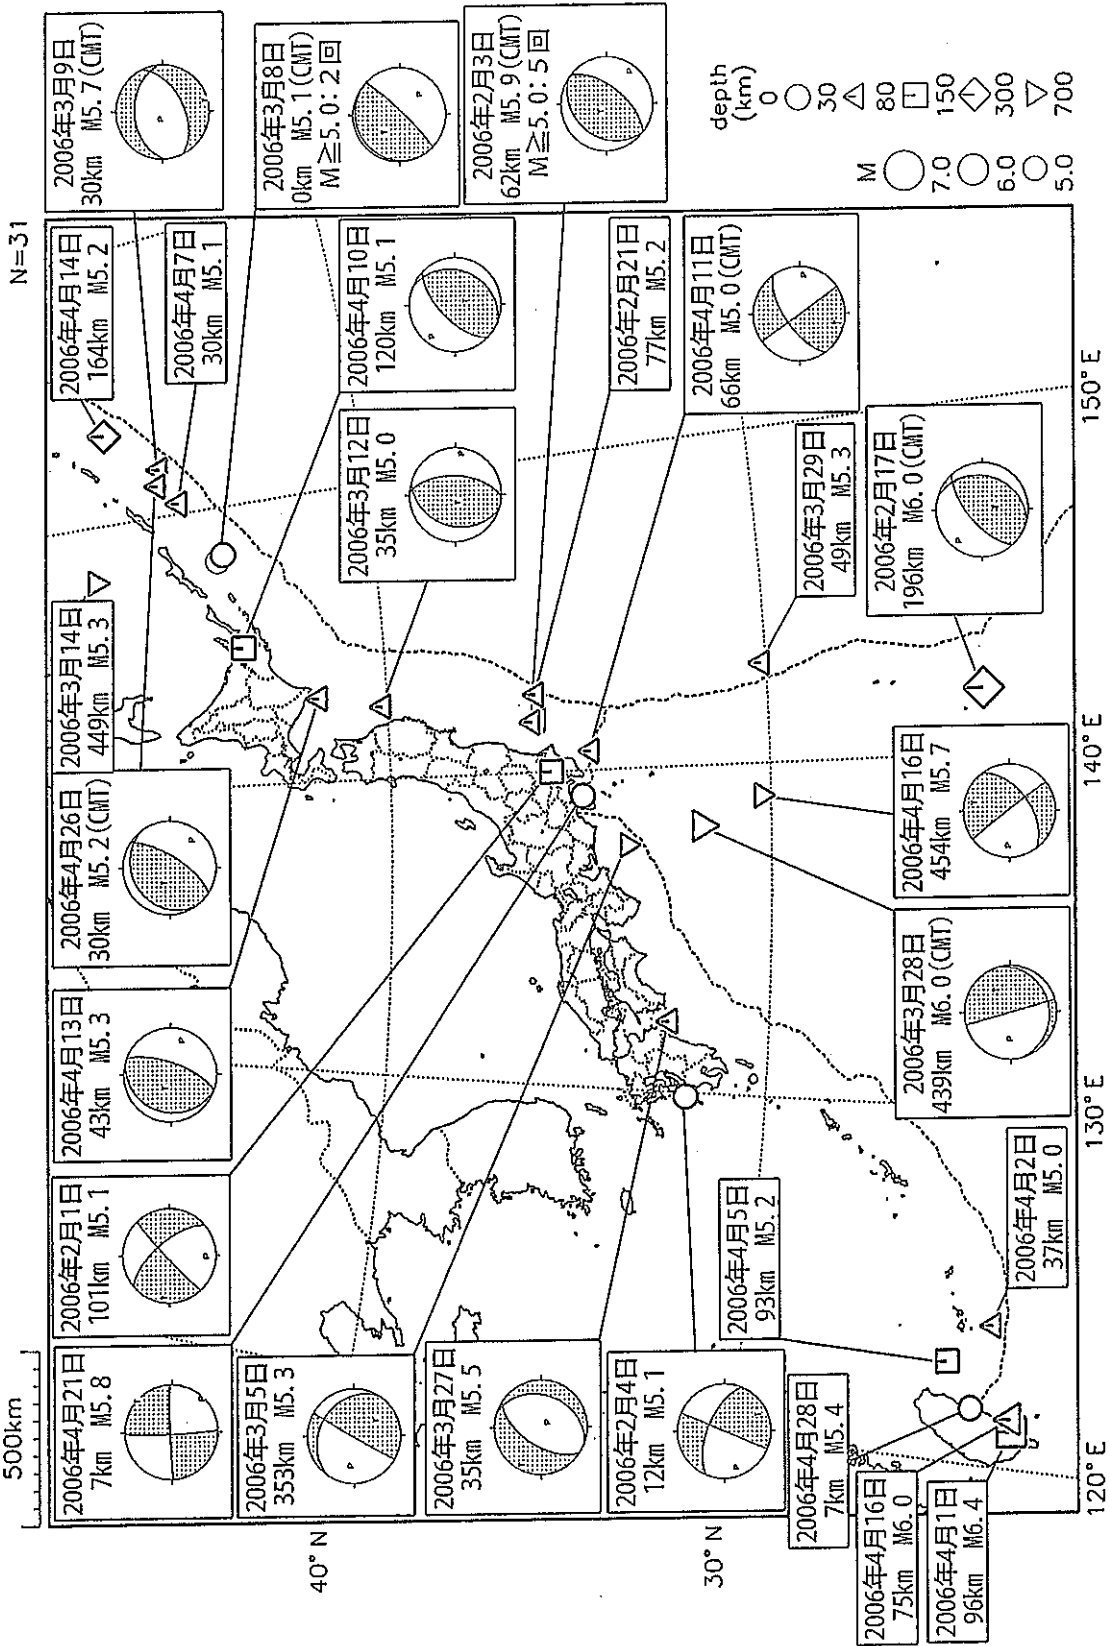 N=31
500km
2006年4月21日
7km M5.8
2006年2月1日
101km M5.1
2006年4月13日
43km M5.3
2006年4月26日
30km M5.2(CMT)
2006年3月14日
449km M5.3
2006年4月14日
164km M5.2
2006年4月7日
30km M5.1
2006年3月9日
30km M5.7(CMT)
2006年3月8日
0km M5.1(CMT)
M≧5.0:2回
2006年2月3日
62km M5.9(CMT)
M≧5.0:5回
2006年3月5日
353km M5.3
2006年3月12日
35km M5.0
2006年4月10日
120km M5.1
2006年3月27日
35km M5.5
2006年2月21日
77km M5.2
2006年2月4日
12km M5.1
2006年4月11日
66km M5.0(CMT)
2006年4月5日
93km M5.2
2006年3月29日
49km M5.3
2006年4月28日
7km M5.4
2006年4月16日
75km M6.0
2006年4月1日
96km M6.4
2006年4月2日
37km M5.0
2006年3月28日
439km M6.0(CMT)
2006年4月16日
454km M5.7
2006年2月17日
196km M6.0(CMT)
40°N
30°N
120°E
130°E
140°E
150°E
M
7.0
6.0
5.0
depth
(km)
0
30
80
150
300
700